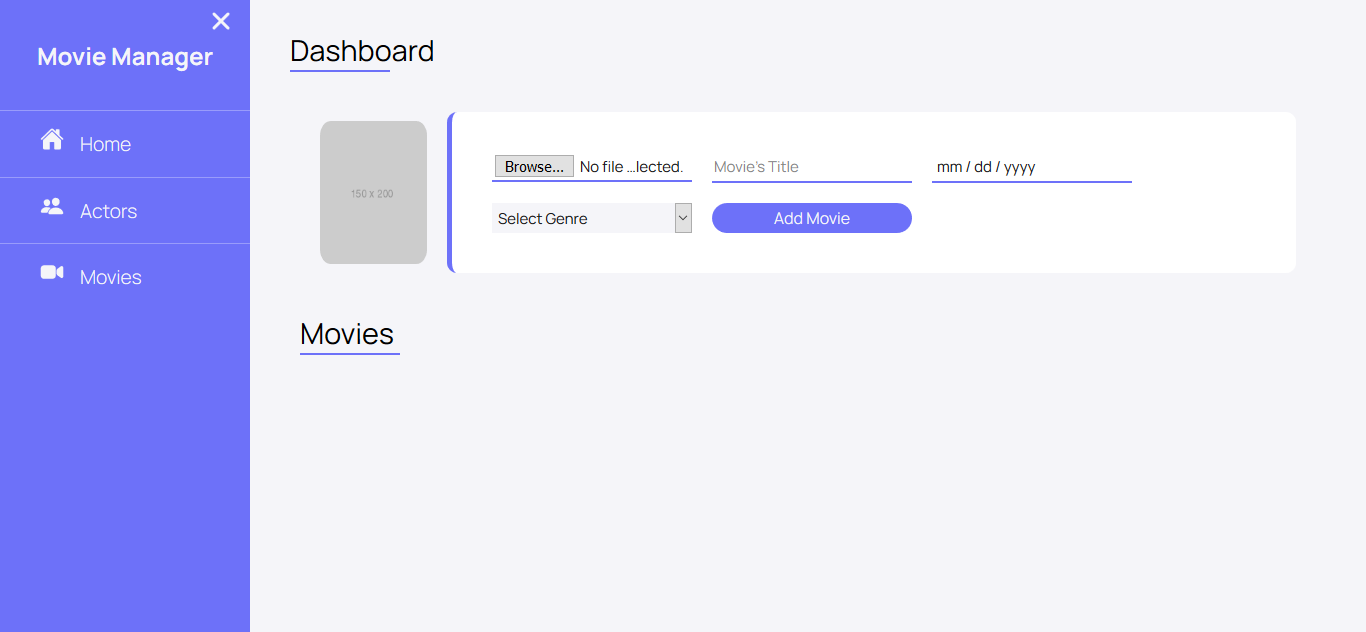 Movie Manager
Home
Actors
Movies
Dashboard
150 x 200
Browse... No file ...lected.
Movie's Title
mm / dd / yyyy
Select Genre
Add Movie
Movies